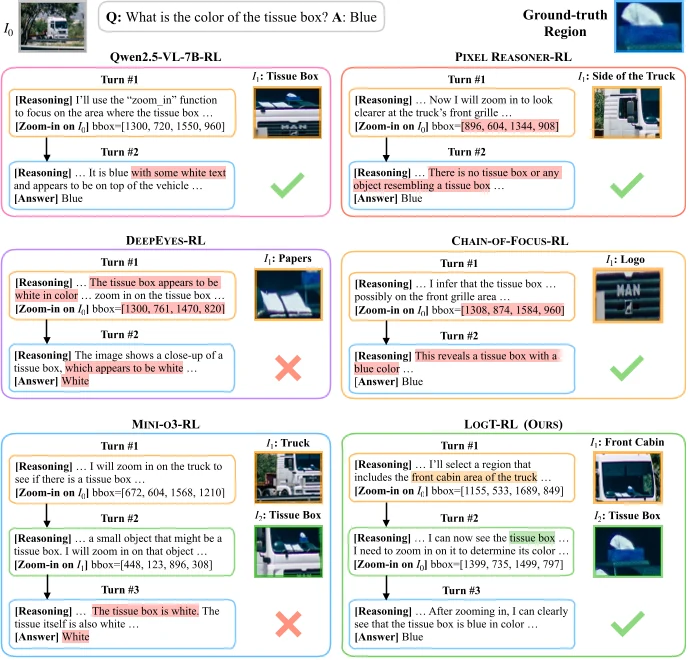 I0
Q: What is the color of the tissue box? A: Blue
Ground-truth
Region
QWEN2.5-VL-7B-RL
Turn #1
I1: Tissue Box
[Reasoning] I'll use the "zoom_in" function
to focus on the area where the tissue box ...
[Zoom-in on I0] bbox=[1300, 720, 1550, 960]
MAN
Turn #2
[Reasoning] ... It is blue with some white text
and appears to be on top of the vehicle ...
[Answer] Blue
PIXEL REASONER-RL
Turn #1
I1: Side of the Truck
[Reasoning] ... Now I will zoom in to look
clearer at the truck's front grille ...
[Zoom-in on I0] bbox=[896, 604, 1344, 908]
Turn #2
[Reasoning] ... There is no tissue box or any
object resembling a tissue box ...
[Answer] Blue
DEEPEYES-RL
Turn #1
I1: Papers
[Reasoning] ... The tissue box appears to be
white in color ... zoom in on the tissue box ...
[Zoom-in on I0] bbox=[1300, 761, 1470, 820]
Turn #2
[Reasoning] The image shows a close-up of a
tissue box, which appears to be white ...
[Answer] White
CHAIN-OF-FOCUS-RL
Turn #1
I1: Logo
[Reasoning] ... I infer that the tissue box ...
possibly on the front grille area ...
[Zoom-in on I0] bbox=[1308, 874, 1584, 960]
MAN
Turn #2
[Reasoning] This reveals a tissue box with a
blue color ...
[Answer] Blue
MINI-O3-RL
Turn #1
I1: Truck
[Reasoning] ... I will zoom in on the truck to
see if there is a tissue box ...
[Zoom-in on I0] bbox=[672, 604, 1568, 1210]
Turn #2
I2: Tissue Box
[Reasoning] ... a small object that might be a
tissue box. I will zoom in on that object ...
[Zoom-in on I1] bbox=[448, 123, 896, 308]
Turn #3
[Reasoning] ... The tissue box is white. The
tissue itself is also white ...
[Answer] White
LOGT-RL (OURS)
Turn #1
I1: Front Cabin
[Reasoning] ... I'll select a region that
includes the front cabin area of the truck ...
[Zoom-in on I0] bbox=[1155, 533, 1689, 849]
Turn #2
I2: Tissue Box
[Reasoning] ... I can now see the tissue box ...
I need to zoom in on it to determine its color ...
[Zoom-in on I0] bbox=[1399, 735, 1499, 797]
Turn #3
[Reasoning] ... After zooming in, I can clearly
see that the tissue box is blue in color ...
[Answer] Blue